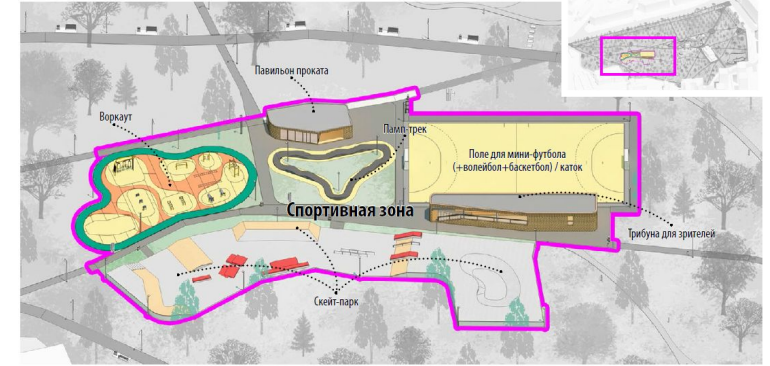 Павильон проката
Воркаут
Памп-трек
Поле для мини-футбола
(+волейбол+баскетбол) / каток
Спортивная зона
Трибуна для зрителей
Скейт-парк